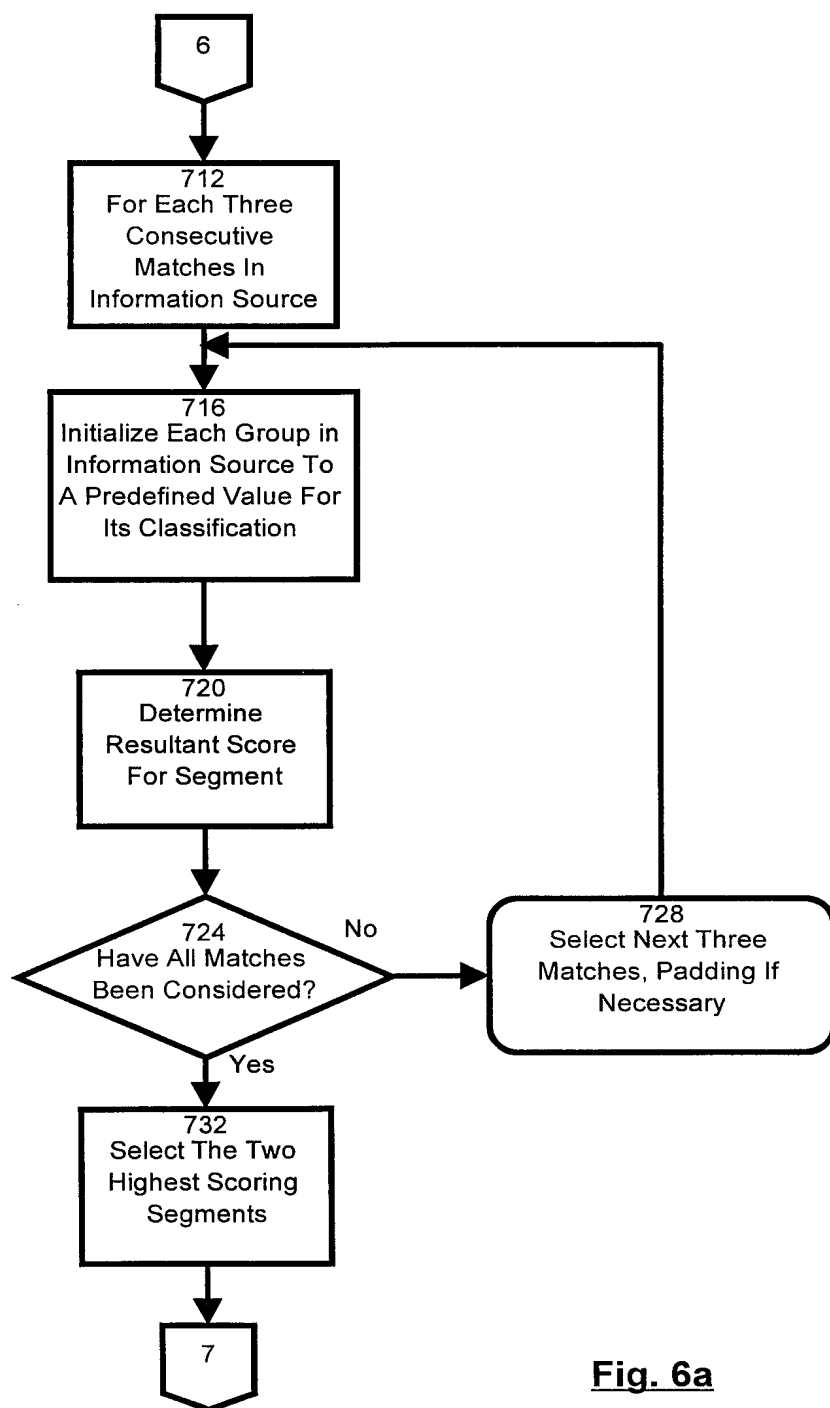 6
712
For Each Three
Consecutive
Matches In
Information Source
716
Initialize Each Group in
Information Source To
A Predefined Value For
Its Classification
720
Determine
Resultant Score
For Segment
724
Have All Matches
Been Considered?
No
728
Select Next Three
Matches, Padding If
Necessary
Yes
732
Select The Two
Highest Scoring
Segments
7
Fig. 6a